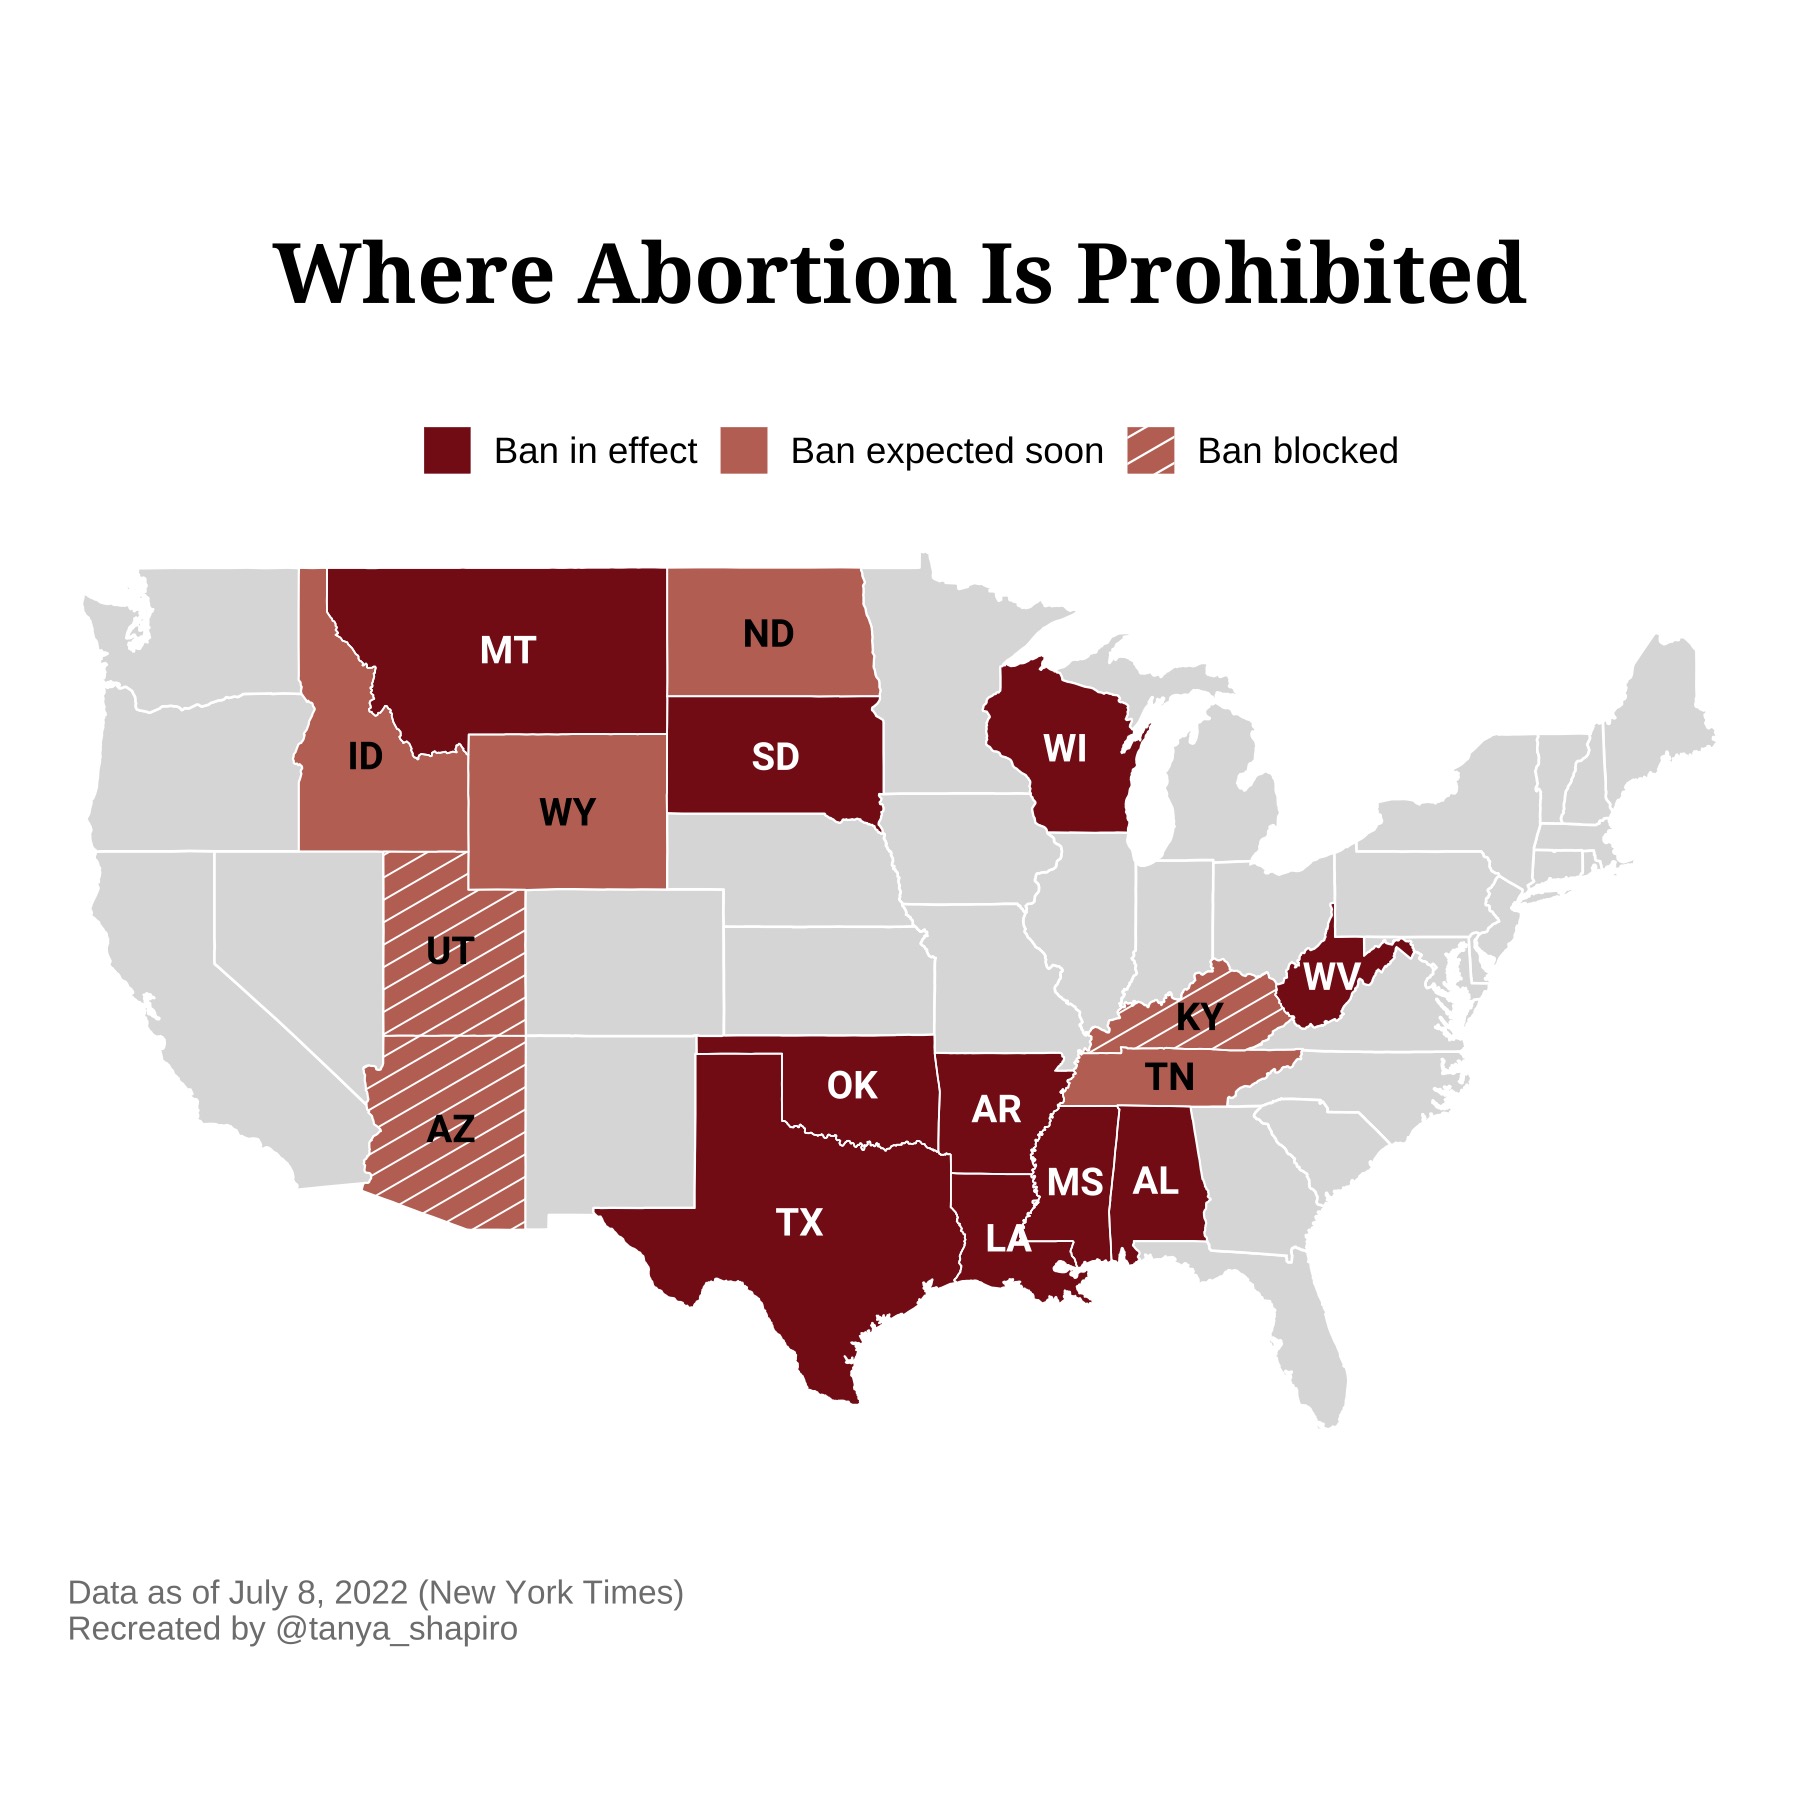 Where Abortion Is Prohibited
Ban in effect
Ban expected soon
Ban blocked
MT
ND
ID
SD
WI
WY
UT
WV
KY
TN
OK
AR
AZ
MS
AL
TX
LA
Data as of July 8, 2022 (New York Times)
Recreated by @tanya_shapiro